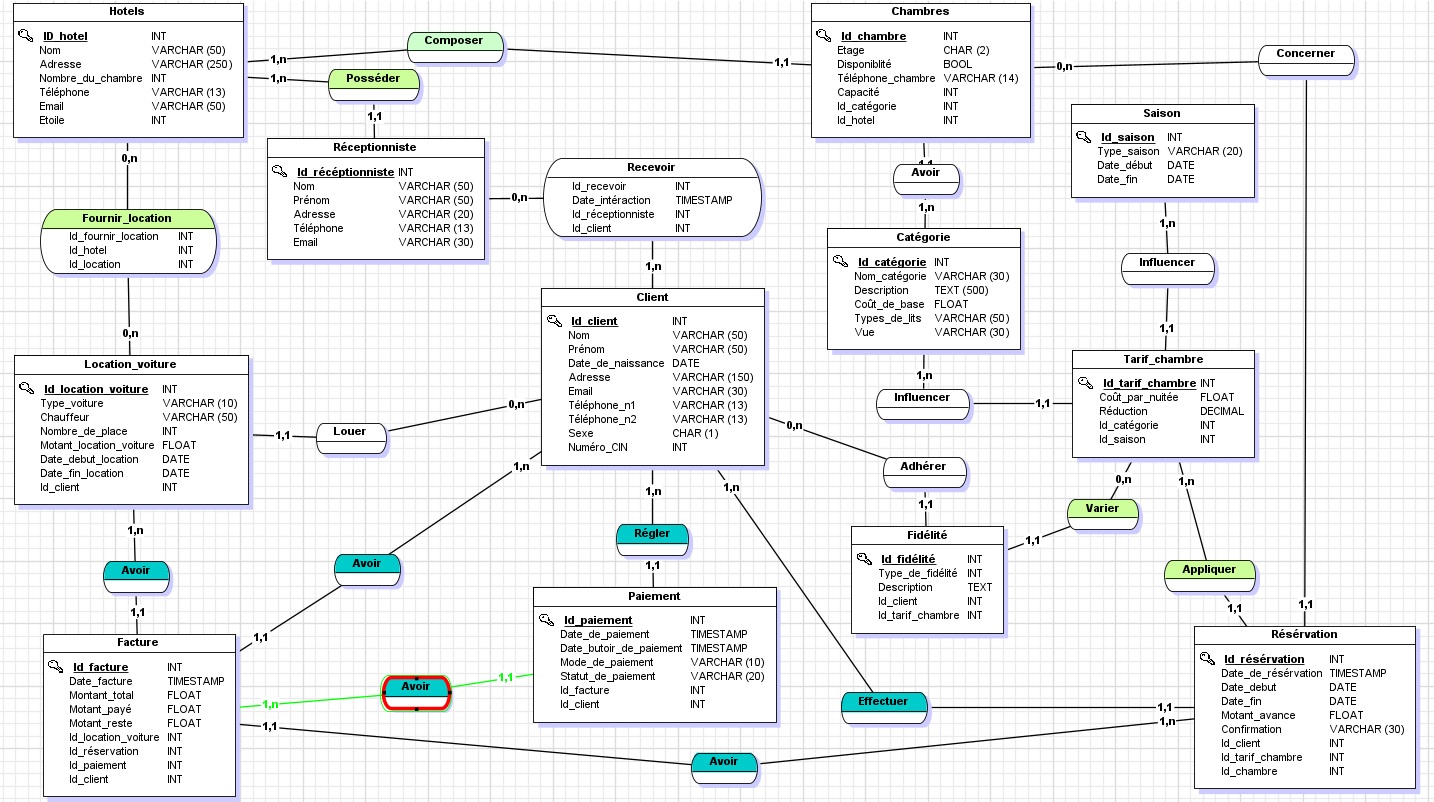 Hotels
ID_hotel INT
Nom VARCHAR (50)
Adresse VARCHAR (250)
Nombre_du_chambre INT
Téléphone VARCHAR (13)
Email VARCHAR (50)
Etoile INT
1,n
Composer
1,1
1,n
Posséder
1,1
Chambres
Id_chambre INT
Etage CHAR (2)
Disponiblité BOOL
Téléphone_chambre VARCHAR (14)
Capacité INT
Id_catégorie INT
Id_hotel INT
0,n
Concerner
1,1
Saison
Id_saison INT
Type_saison VARCHAR (20)
Date_début DATE
Date_fin DATE
Réceptionniste
Id_récéptionniste INT
Nom VARCHAR (50)
Prénom VARCHAR (50)
Adresse VARCHAR (20)
Téléphone VARCHAR (13)
Email VARCHAR (30)
0,n
Recevoir
Id_recevoir INT
Date_intéraction TIMESTAMP
Id_réceptionniste INT
Id_client INT
1,n
0,n
Fournir_location
Id_fournir_location INT
Id_hotel INT
Id_location INT
0,n
1,1
Avoir
1,n
Catégorie
Id_catégorie INT
Nom_catégorie VARCHAR (30)
Description TEXT (500)
Coût_de_base FLOAT
Types_de_lits VARCHAR (50)
Vue VARCHAR (30)
1,n
Influencer
1,1
1,n
Influencer
1,1
Client
Id_client INT
Nom VARCHAR (50)
Prénom VARCHAR (50)
Date_de_naissance DATE
Adresse VARCHAR (150)
Email VARCHAR (30)
Téléphone_n1 VARCHAR (13)
Téléphone_n2 VARCHAR (13)
Sexe CHAR (1)
Numéro_CIN INT
Location_voiture
Id_location_voiture INT
Type_voiture VARCHAR (10)
Chauffeur VARCHAR (50)
Nombre_de_place INT
Motant_location_voiture FLOAT
Date_debut_location DATE
Date_fin_location DATE
Id_client INT
1,1
Louer
0,n
Tarif_chambre
Id_tarif_chambre INT
Coût_par_nuitée FLOAT
Réduction DECIMAL
Id_catégorie INT
Id_saison INT
0,n
Adhérer
1,1
0,n
Varier
1,1
1,n
Appliquer
1,1
Fidélité
Id_fidélité INT
Type_de_fidélité INT
Description TEXT
Id_client INT
Id_tarif_chambre INT
1,n
Avoir
1,1
1,n
Avoir
1,1
1,n
Régler
1,1
1,n
Effectuer
1,1
Paiement
Id_paiement INT
Date_de_paiement TIMESTAMP
Date_butoir_de_paiement TIMESTAMP
Mode_de_paiement VARCHAR (10)
Statut_de_paiement VARCHAR (20)
Id_facture INT
Id_client INT
Facture
Id_facture INT
Date_facture TIMESTAMP
Montant_total FLOAT
Motant_payé FLOAT
Motant_reste FLOAT
Id_location_voiture INT
Id_réservation INT
Id_paiement INT
Id_client INT
1,n
Avoir
1,1
1,1
Avoir
1,n
Résérvation
Id_résérvation INT
Date_de_réservation TIMESTAMP
Date_debut DATE
Date_fin DATE
Motant_avance FLOAT
Confirmation VARCHAR (30)
Id_client INT
Id_tarif_chambre INT
Id_chambre INT